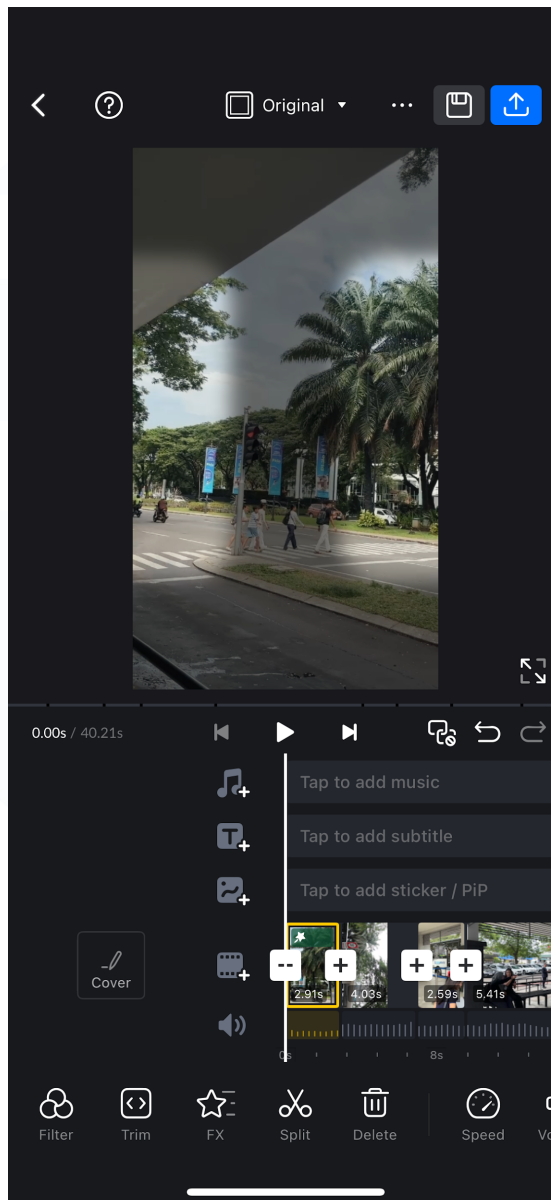 Original
0.00s / 40.21s
Tap to add music
Tap to add subtitle
Tap to add sticker / PiP
Cover
2.91s
4.03s
2.59s
5.41s
0s
8s
Filter
Trim
FX
Split
Delete
Speed